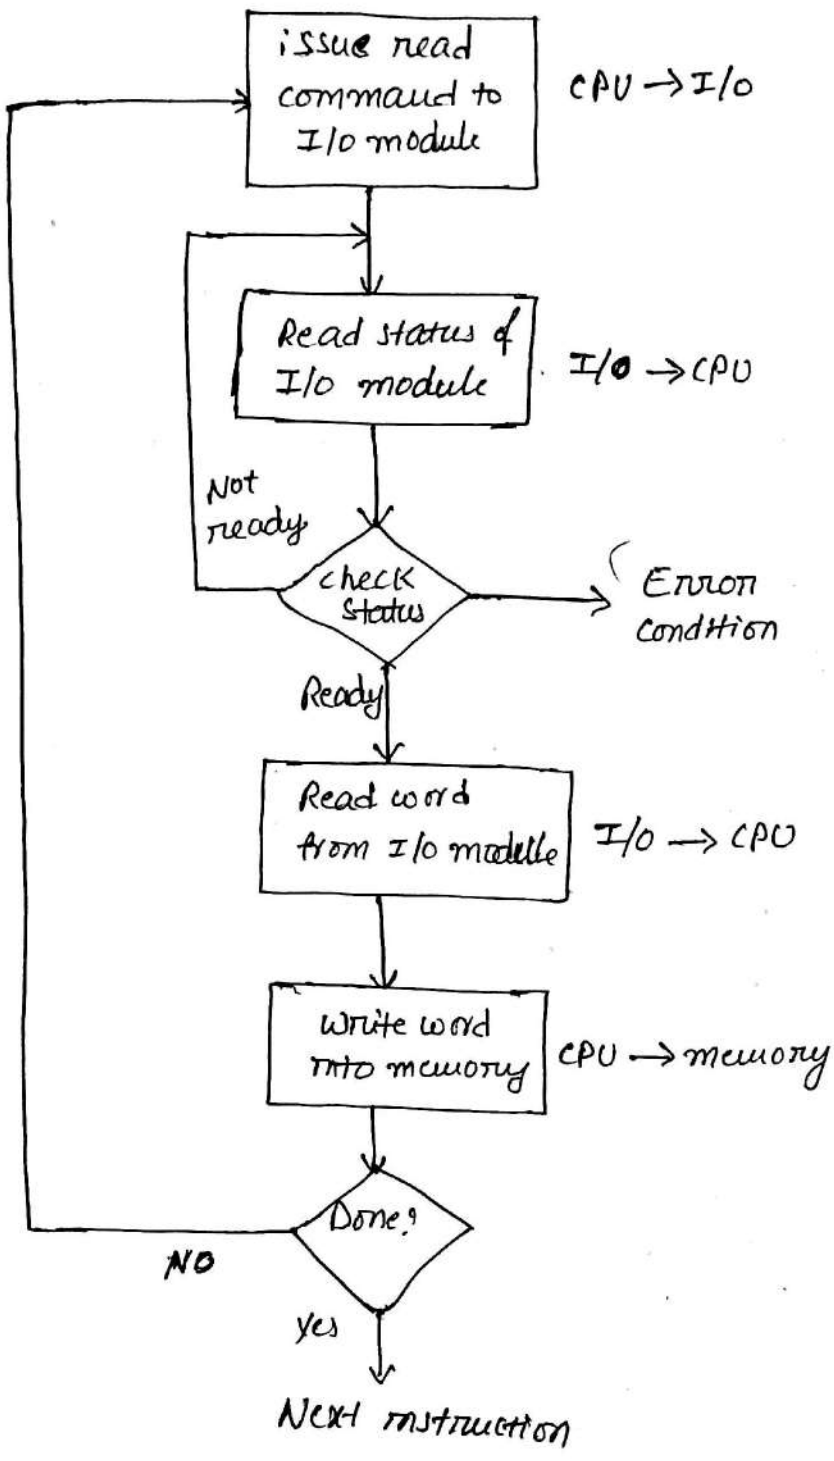 issue read
command to
I/O module
CPU → I/O
Read status of
I/O module
I/O → CPU
Not
ready
check
status
Error
condition
Ready
Read word
from I/O module
I/O → CPU
write word
into memory
CPU → memory
Done?
NO
Yes
Next instruction